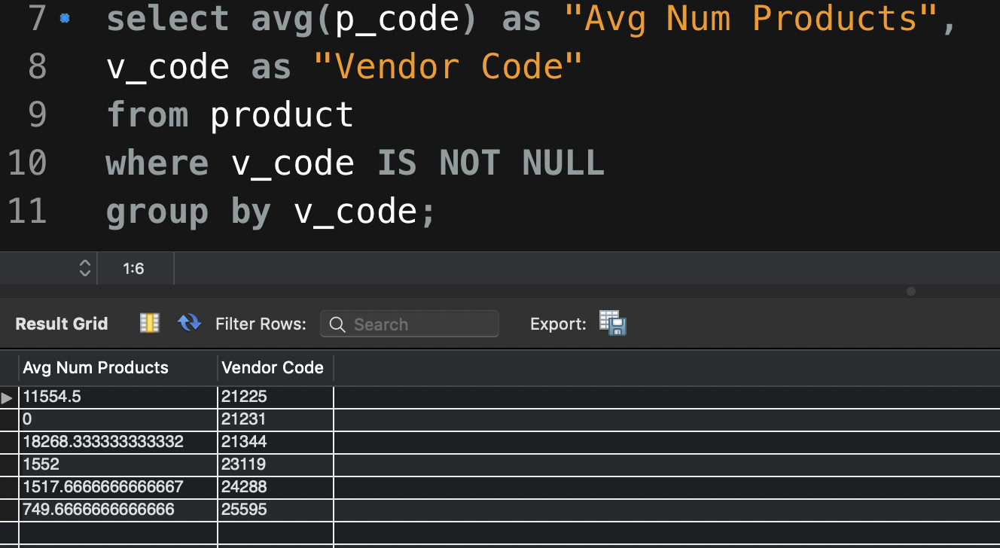 7 select avg(p_code) as "Avg Num Products",
8 v_code as "Vendor Code"
9 from product
10 where v_code IS NOT NULL
11 group by v_code;
1:6
Result Grid Filter Rows: Search Export:
Avg Num Products Vendor Code
11554.5 21225
0 21231
18268.333333333332 21344
1552 23119
1517.6666666666667 24288
749.6666666666666 25595